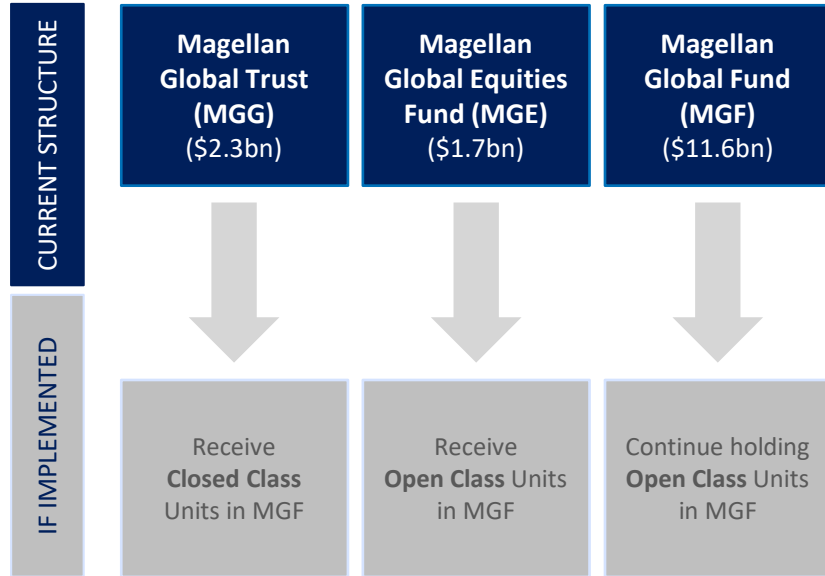 CURRENT STRUCTURE
Magellan
Global Trust
(MGG)
($2.3bn)
Magellan
Global Equities
Fund (MGE)
($1.7bn)
Magellan
Global Fund
(MGF)
($11.6bn)
IF IMPLEMENTED
Receive
Closed Class
Units in MGF
Receive
Open Class Units
in MGF
Continue holding
Open Class Units
in MGF